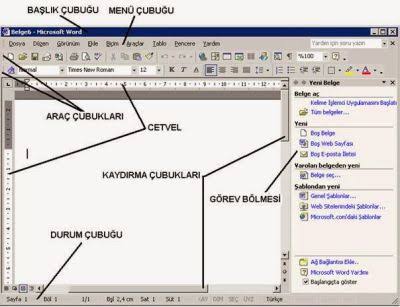 BAŞLIK ÇUBUĞU
MENÜ ÇUBUĞU
Belge6 - Microsoft Word
Dosya Düzen Görünüm Ekle Biçim Araçlar Tablo Pencere Yardım
Yardım için soru yazın
%100
Normal Times New Roman 12
K T A
Yeni Belge
Belge aç
Kelime İşlemci Uygulamasını Başlat
Tüm belgeler...
Yeni
Boş Belge
Boş Web Sayfası
Boş E-posta İletisi
Varolan belgeden yeni
Belge seç...
Şablondan yeni
Genel Şablonlar...
Web Sitelerindeki Şablonlar...
Microsoft.com'daki Şablonlar
ARAÇ ÇUBUKLARI
CETVEL
KAYDIRMA ÇUBUKLARI
GÖREV BÖLMESİ
DURUM ÇUBUĞU
Ağ Bağlantısı Ekle...
Microsoft Word Yardımı
Başlangıçta göster
Sayfa 1 Böl 1 1/1 Bşl 2,4 cm Sat 1 Süt 1 KAY DİM SEÇ ÜYZ Türkçe